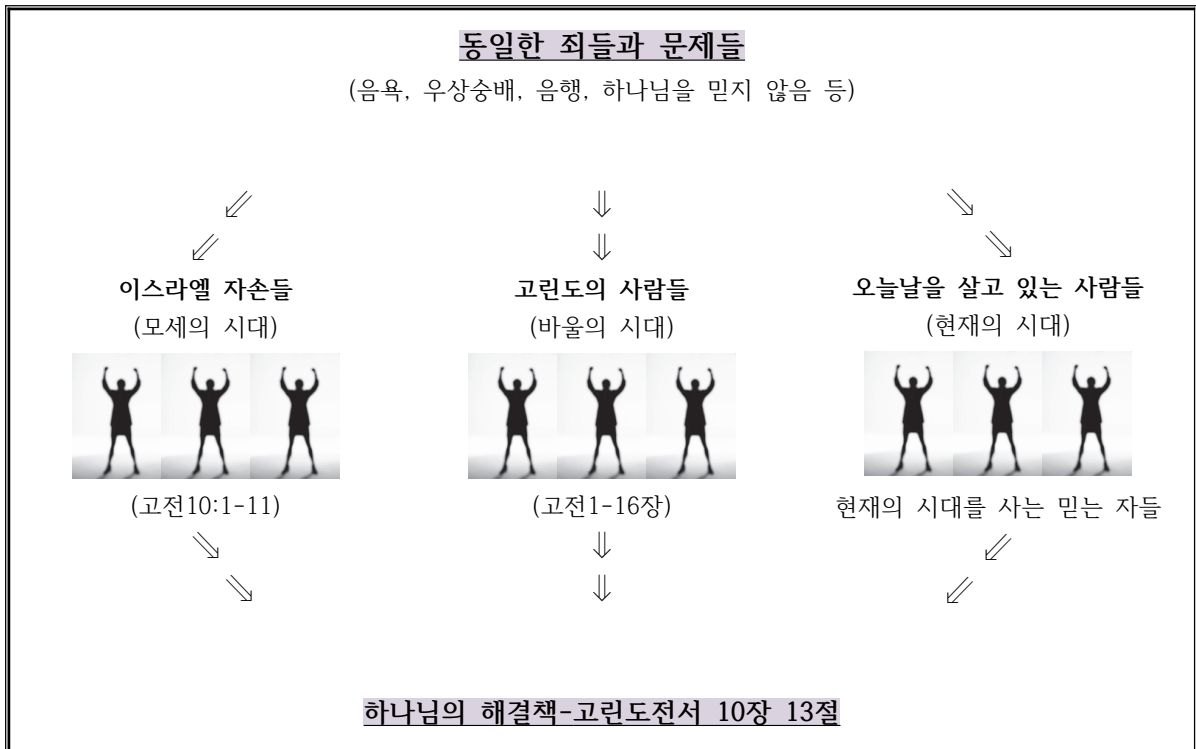 동일한 죄들과 문제들
(음욕, 우상숭배, 음행, 하나님을 믿지 않음 등)
⇙ ⇓ ⇘
⇙ ⇓ ⇘
이스라엘 자손들 고린도의 사람들 오늘날을 살고 있는 사람들
(모세의 시대) (바울의 시대) (현재의 시대)
(고전10:1-11) (고전1-16장) 현재의 시대를 사는 믿는 자들
⇘ ⇓ ⇙
⇘ ⇓ ⇙
하나님의 해결책-고린도전서 10장 13절